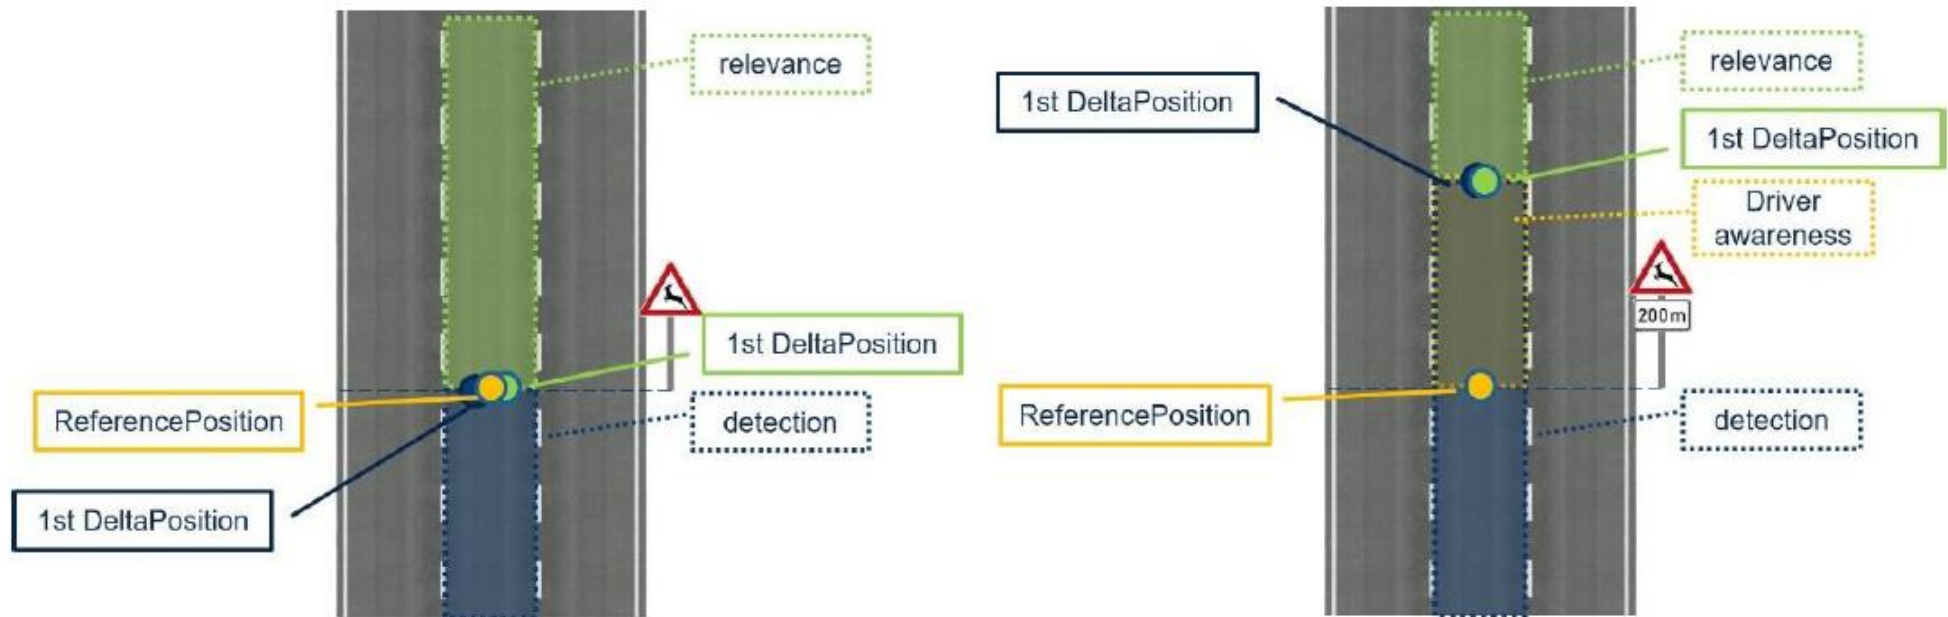 relevance
1st DeltaPosition
ReferencePosition
detection
1st DeltaPosition
relevance
1st DeltaPosition
1st DeltaPosition
Driver
awareness
200m
ReferencePosition
detection